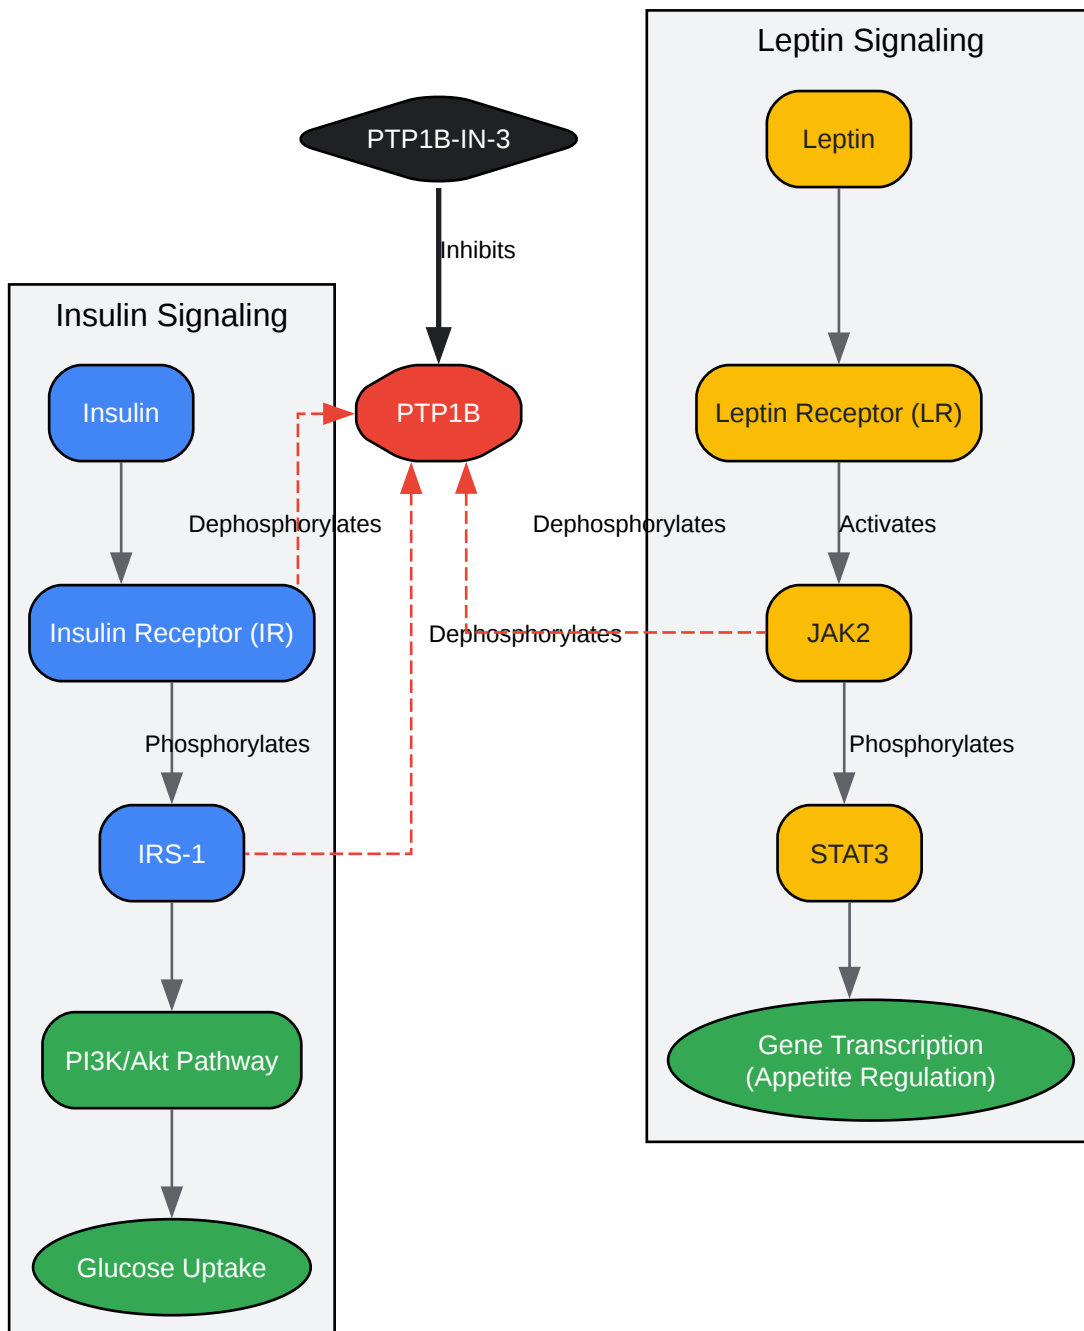 Leptin Signaling
PTP1B-IN-3
Leptin
Inhibits
Insulin Signaling
Insulin
PTP1B
Leptin Receptor (LR)
Dephosphorylates
Dephosphorylates
Activates
Insulin Receptor (IR)
Dephosphorylates
JAK2
Phosphorylates
Phosphorylates
IRS-1
STAT3
PI3K/Akt Pathway
Gene Transcription
(Appetite Regulation)
Glucose Uptake